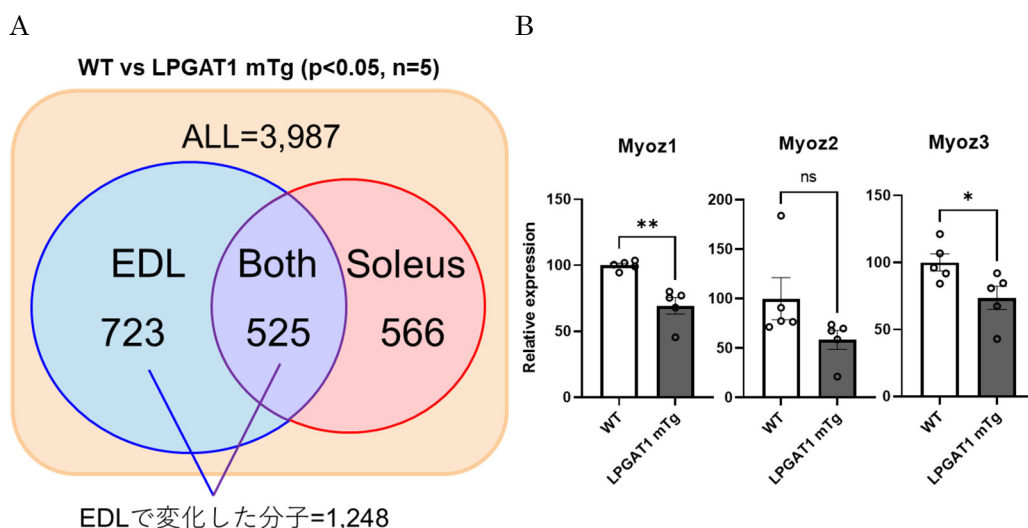 A
WT vs LPGAT1 mTg (p<0.05, n=5)
ALL=3,987
EDL
Both
Soleus
723
525
566
EDLで変化した分子=1,248
B
Myoz1
Myoz2
Myoz3
Relative expression
150
100
50
0
**
WT
LPGAT1 mTg
200
150
100
50
0
ns
WT
LPGAT1 mTg
150
100
50
0
*
WT
LPGAT1 mTg